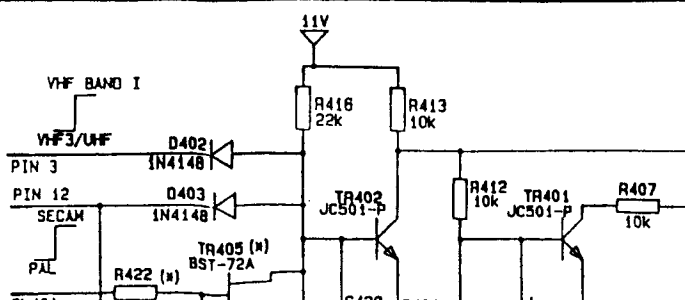 11V
VHF BAND I
R416
22k
R413
10k
VHF3/UHF
D402
1N4148
PIN 3
PIN 12
D403
1N4148
TR402
JC501-P
R412
10k
TR401
JC501-P
R407
10k
SECAM
TR405 (*)
BST-72A
PAL
R422 (*)